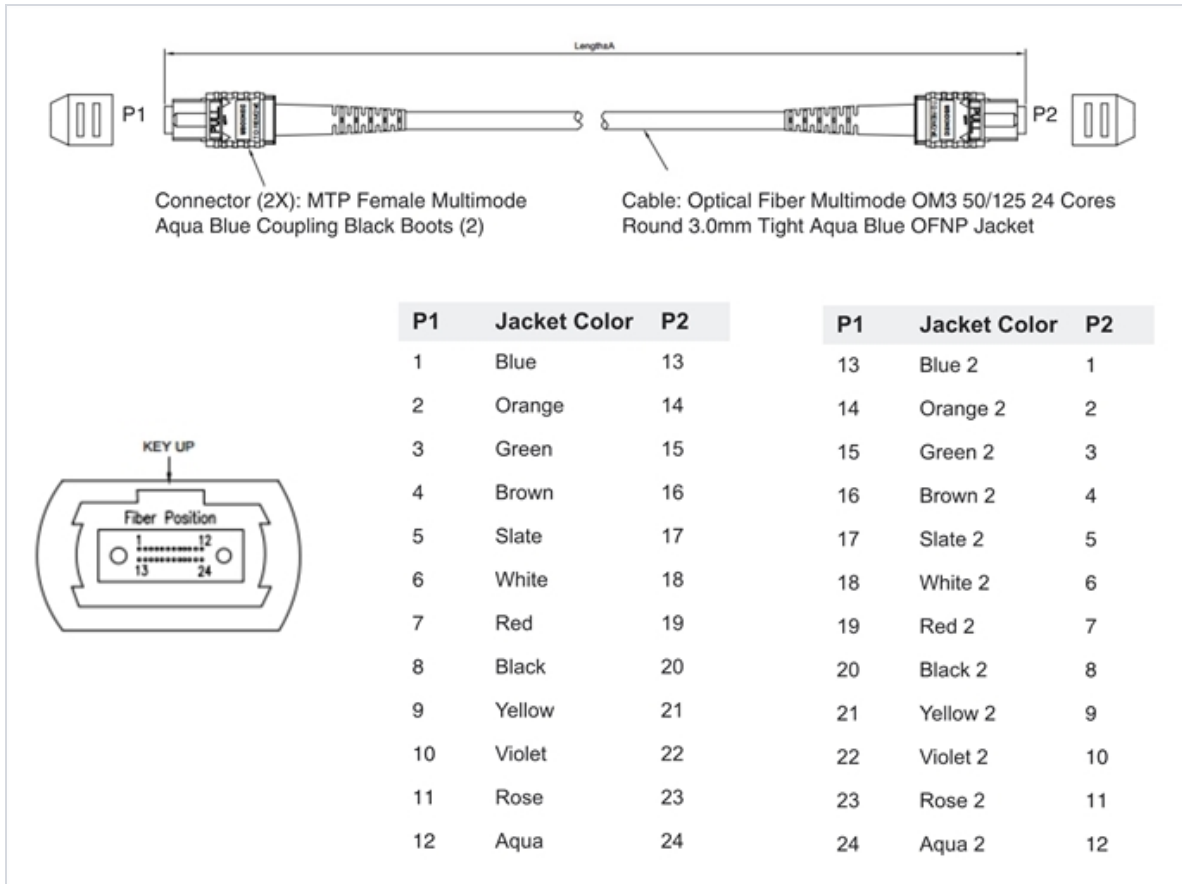 LengthsA
P1
PULL
PULL
P2
Connector (2X): MTP Female Multimode
Aqua Blue Coupling Black Boots (2)
Cable: Optical Fiber Multimode OM3 50/125 24 Cores
Round 3.0mm Tight Aqua Blue OFNP Jacket
P1 Jacket Color P2
1 Blue 13
2 Orange 14
3 Green 15
4 Brown 16
5 Slate 17
6 White 18
7 Red 19
8 Black 20
9 Yellow 21
10 Violet 22
11 Rose 23
12 Aqua 24
P1 Jacket Color P2
13 Blue 2 1
14 Orange 2 2
15 Green 2 3
16 Brown 2 4
17 Slate 2 5
18 White 2 6
19 Red 2 7
20 Black 2 8
21 Yellow 2 9
22 Violet 2 10
23 Rose 2 11
24 Aqua 2 12
KEY UP
Fiber Position
1 12
13 24